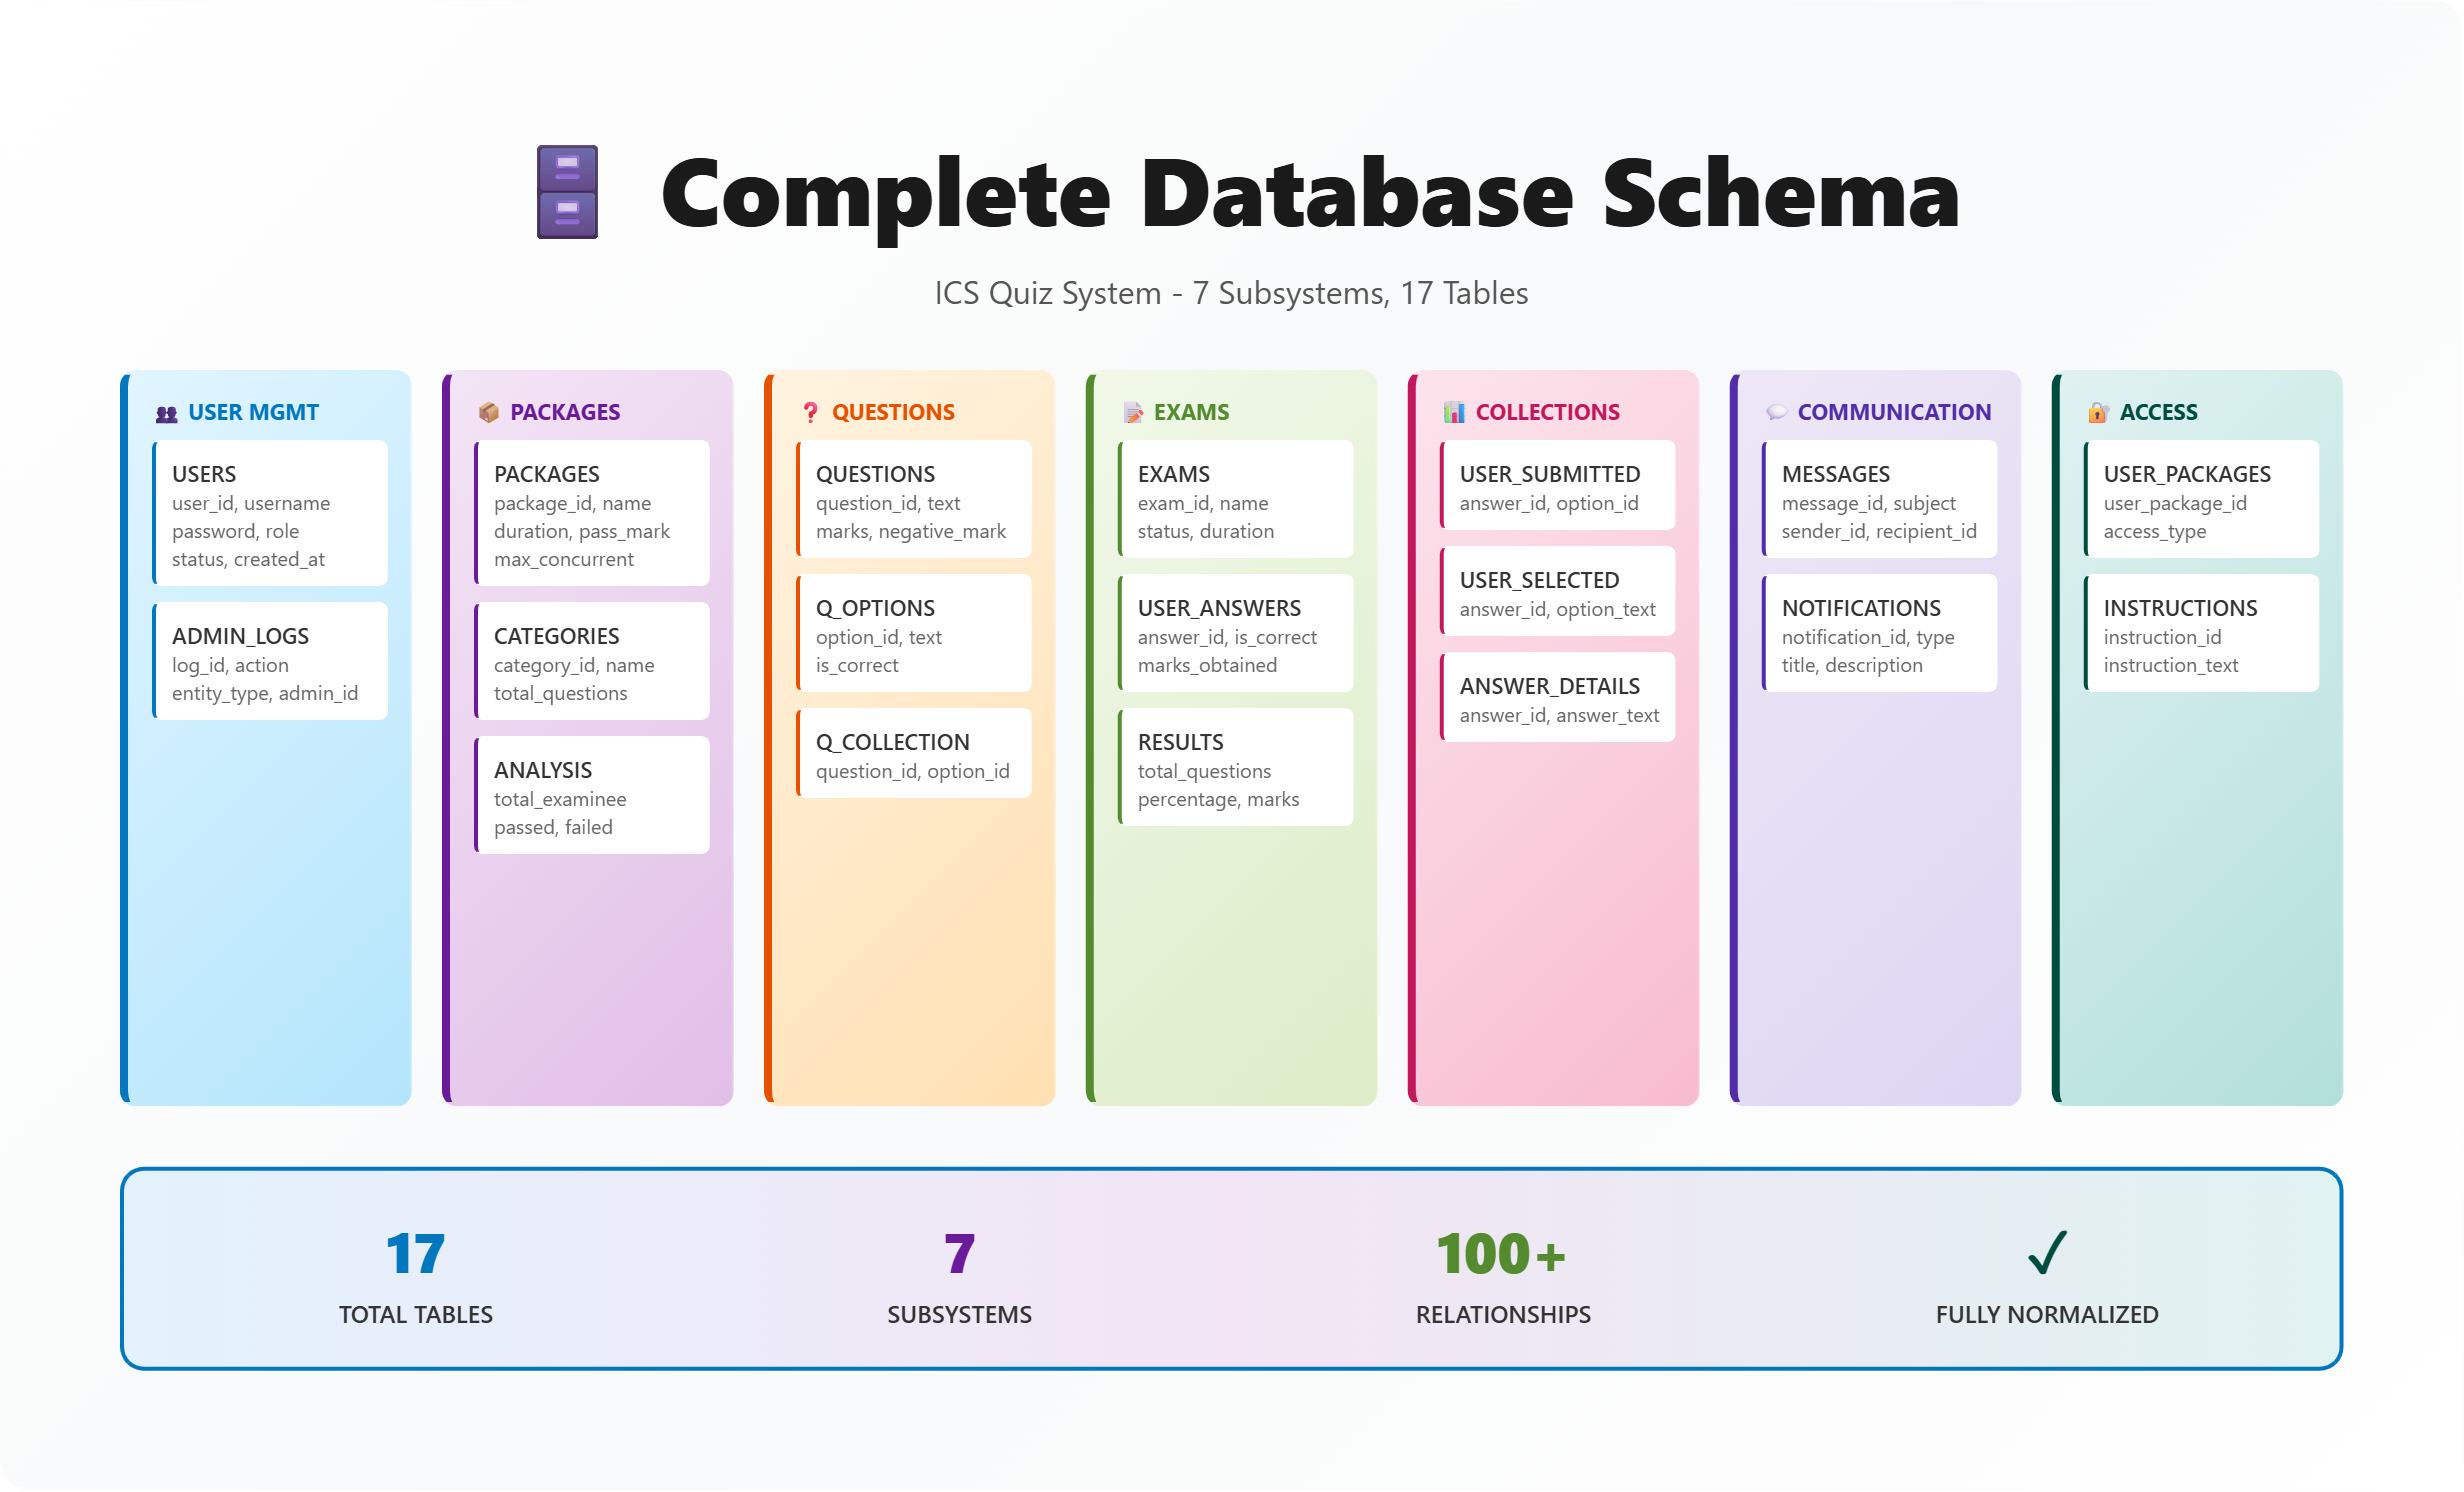 Complete Database Schema
ICS Quiz System - 7 Subsystems, 17 Tables
USER MGMT
USERS
user_id, username
password, role
status, created_at
ADMIN_LOGS
log_id, action
entity_type, admin_id
PACKAGES
PACKAGES
package_id, name
duration, pass_mark
max_concurrent
CATEGORIES
category_id, name
total_questions
ANALYSIS
total_examinee
passed, failed
QUESTIONS
QUESTIONS
question_id, text
marks, negative_mark
Q_OPTIONS
option_id, text
is_correct
Q_COLLECTION
question_id, option_id
EXAMS
EXAMS
exam_id, name
status, duration
USER_ANSWERS
answer_id, is_correct
marks_obtained
RESULTS
total_questions
percentage, marks
COLLECTIONS
USER_SUBMITTED
answer_id, option_id
USER_SELECTED
answer_id, option_text
ANSWER_DETAILS
answer_id, answer_text
COMMUNICATION
MESSAGES
message_id, subject
sender_id, recipient_id
NOTIFICATIONS
notification_id, type
title, description
ACCESS
USER_PACKAGES
user_package_id
access_type
INSTRUCTIONS
instruction_id
instruction_text
17
TOTAL TABLES
7
SUBSYSTEMS
100+
RELATIONSHIPS
✓
FULLY NORMALIZED